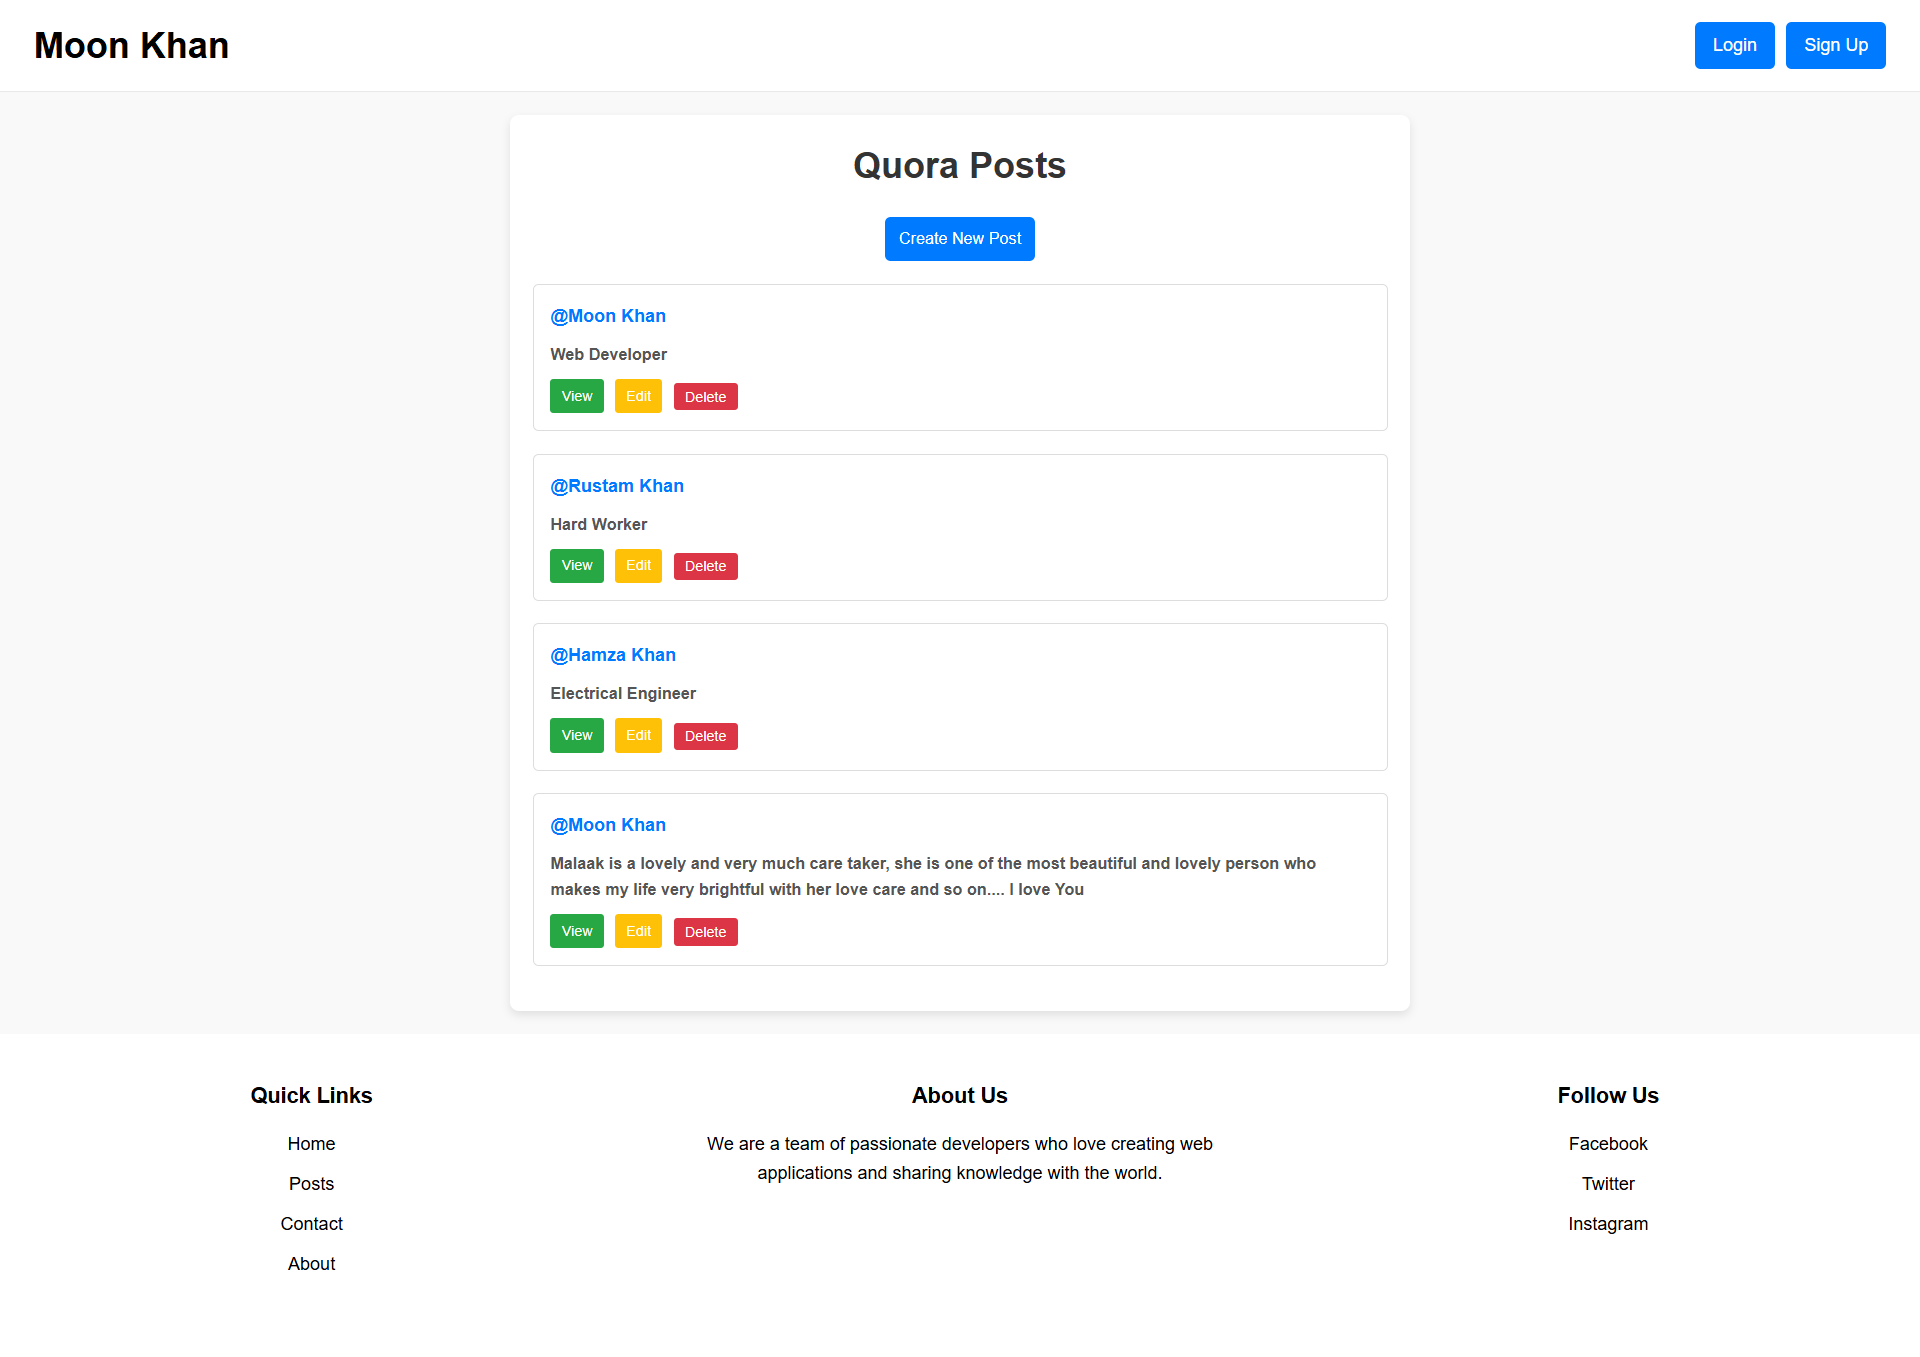 Moon Khan
Login
Sign Up
Quora Posts
Create New Post
@Moon Khan
Web Developer
View Edit Delete
@Rustam Khan
Hard Worker
View Edit Delete
@Hamza Khan
Electrical Engineer
View Edit Delete
@Moon Khan
Malaak is a lovely and very much care taker, she is one of the most beautiful and lovely person who
makes my life very brightful with her love care and so on.... I love You
View Edit Delete
Quick Links
Home
Posts
Contact
About
About Us
We are a team of passionate developers who love creating web
applications and sharing knowledge with the world.
Follow Us
Facebook
Twitter
Instagram